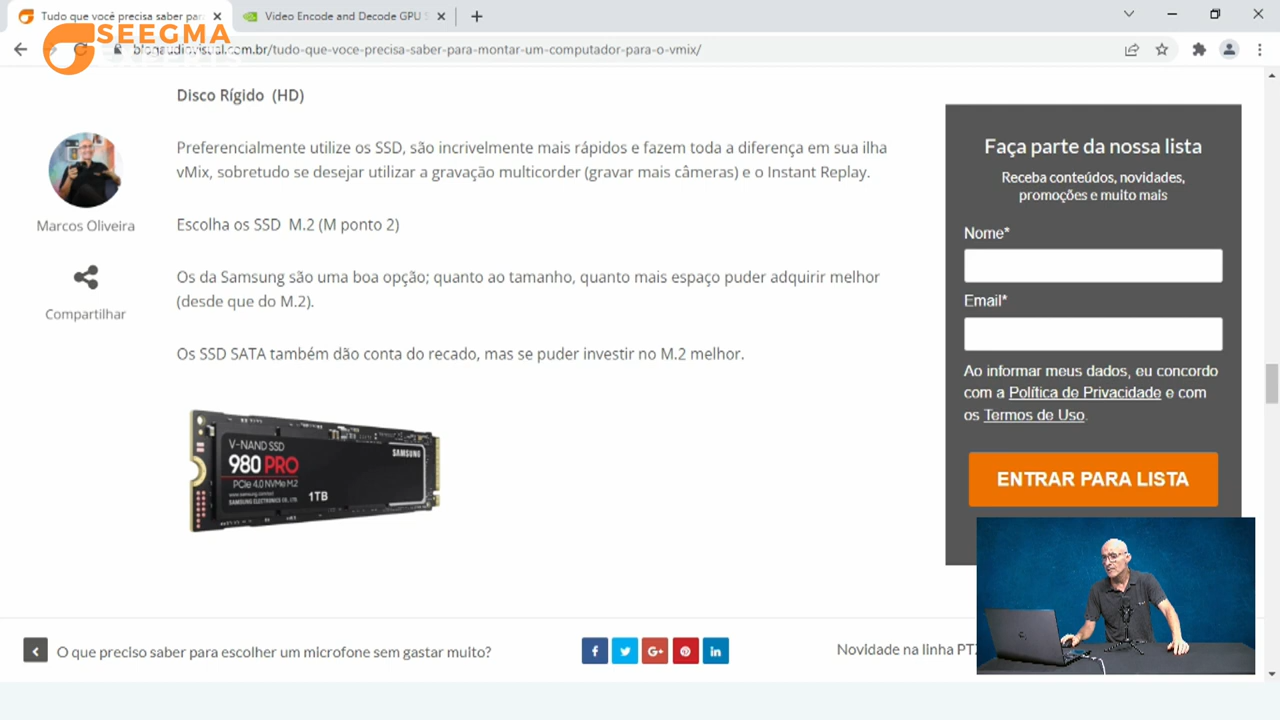 Tudo que você precisa saber par
Video Encode and Decode GPU S
SEEGMA
EXPERTS
blogaudiovisual.com.br/tudo-que-voce-precisa-saber-para-montar-um-computador-para-o-vmix/
Disco Rígido (HD)
Preferencialmente utilize os SSD, são incrivelmente mais rápidos e fazem toda a diferença em sua ilha
vMix, sobretudo se desejar utilizar a gravação multicorder (gravar mais câmeras) e o Instant Replay.
Marcos Oliveira
Escolha os SSD M.2 (M ponto 2)
Compartilhar
Os da Samsung são uma boa opção; quanto ao tamanho, quanto mais espaço puder adquirir melhor
(desde que do M.2).
Os SSD SATA também dão conta do recado, mas se puder investir no M.2 melhor.
V-NAND SSD
980 PRO
PCIe 4.0 NVMe M.2
SAMSUNG ELECTRONICS CO., LTD.
1TB
SAMSUNG
Faça parte da nossa lista
Receba conteúdos, novidades,
promoções e muito mais
Nome*
Email*
Ao informar meus dados, eu concordo
com a Política de Privacidade e com
os Termos de Uso.
ENTRAR PARA LISTA
O que preciso saber para escolher um microfone sem gastar muito?
Novidade na linha PTZ